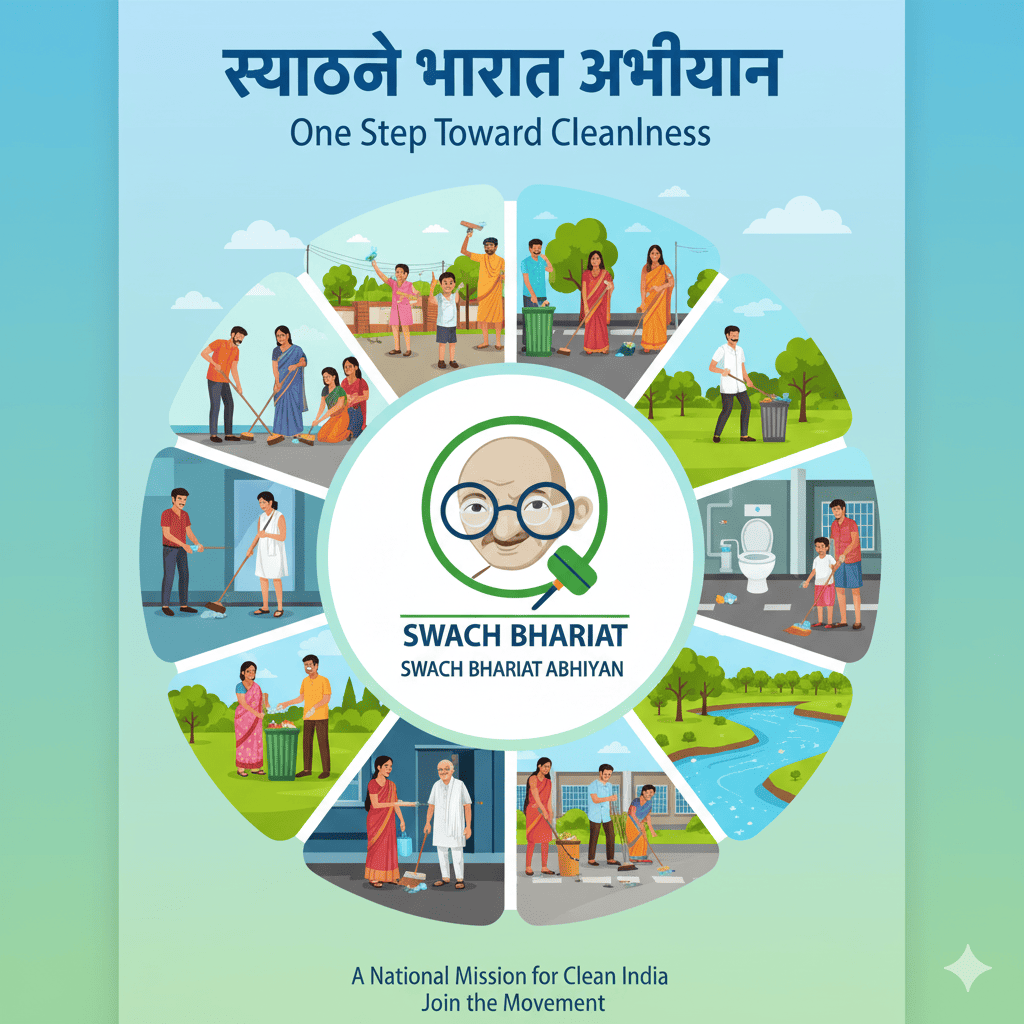 स्याठने भारात अभीयान
One Step Toward Cleanlness
SWACH BHARIAT
SWACH BHARIAT ABHIYAN
A National Mission for Clean India
Join the Movement